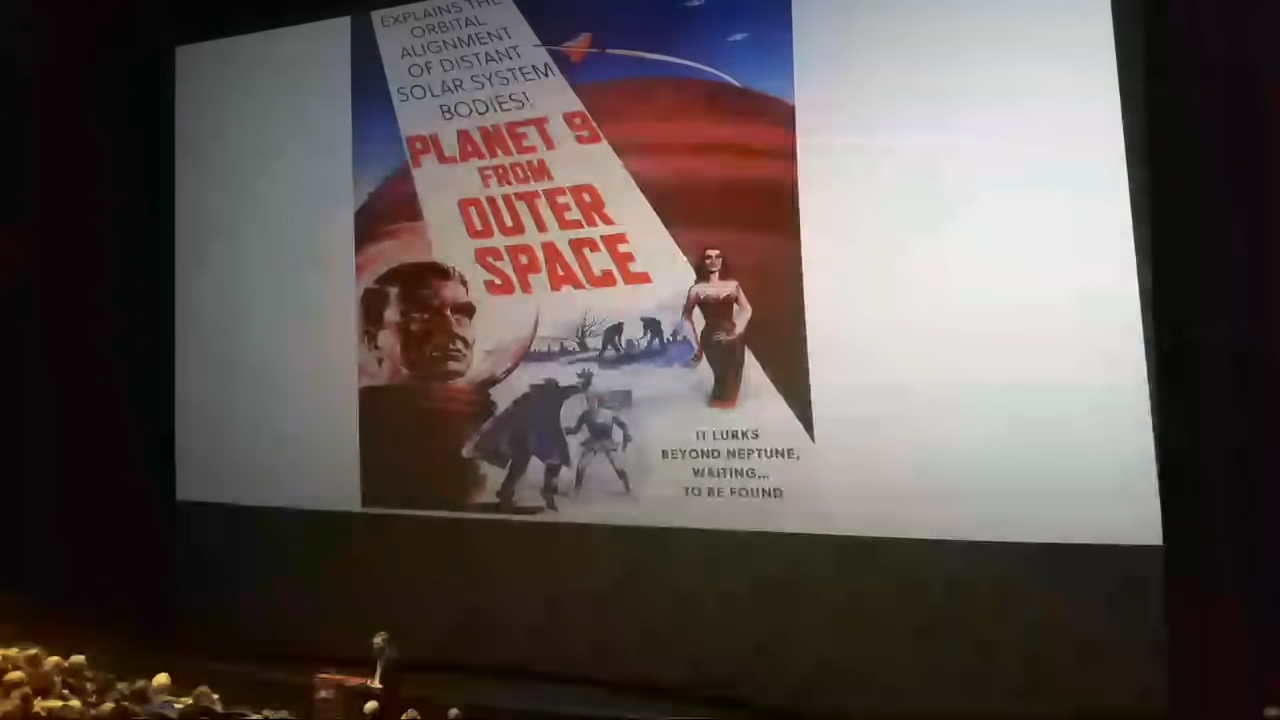 EXPLAINS THE
ORBITAL
ALIGNMENT
OF DISTANT
SOLAR SYSTEM
BODIES!
PLANET 9
FROM
OUTER
SPACE
IT LURKS
BEYOND NEPTUNE,
WAITING...
TO BE FOUND